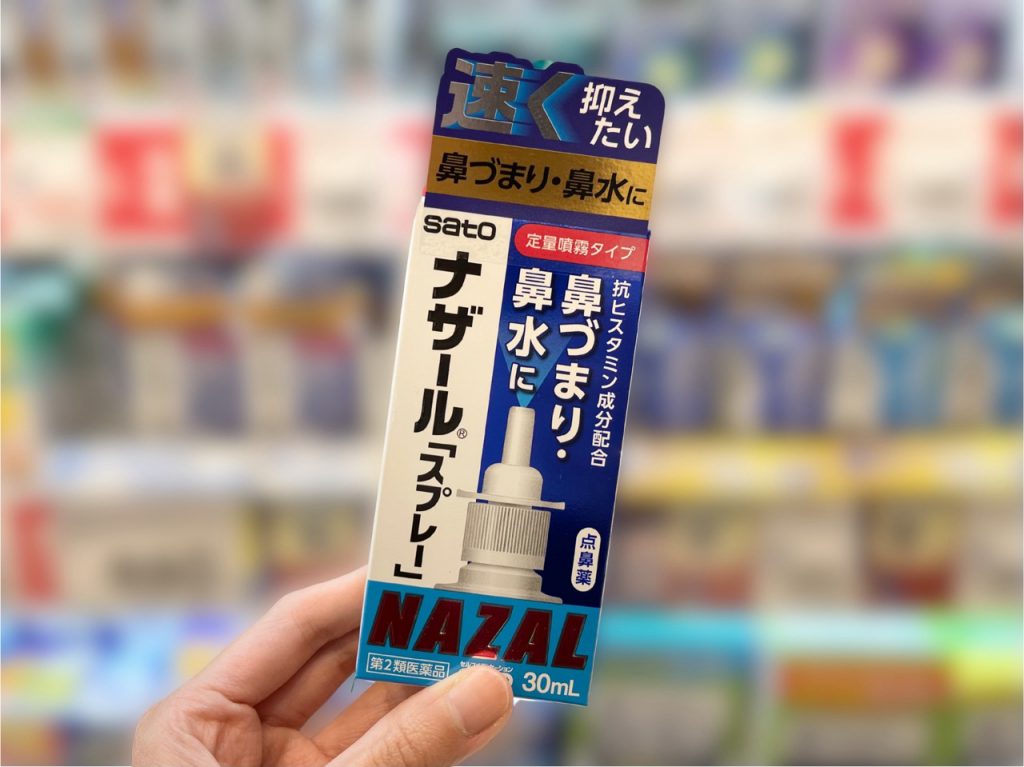 速く抑え
たい
鼻づまり・鼻水に
sato
定量噴霧タイプ
ナザール®「スプレー」
抗ヒスタミン成分配合
鼻づまり・
鼻水に
点鼻薬
NAZAL
第2類医薬品
30mL